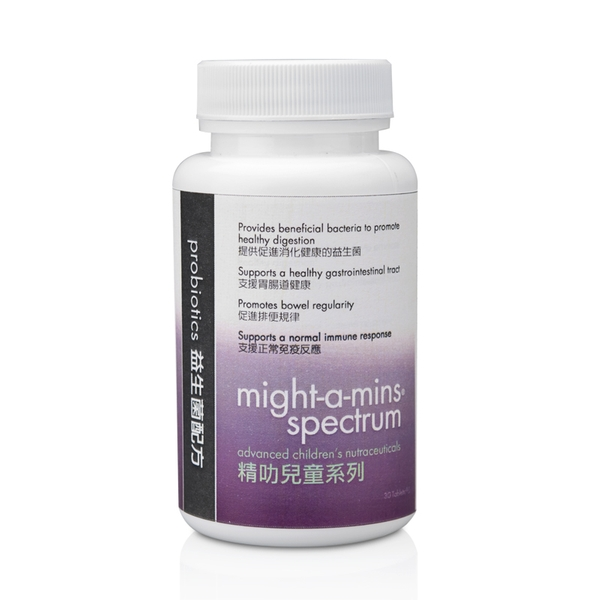 Provides beneficial bacteria to promote
healthy digestion
提供促進消化健康的益生菌
Supports a healthy gastrointestinal tract
支援胃腸道健康
Promotes bowel regularity
促進排便規律
Supports a normal immune response
支援正常免疫反應
probiotics 益生菌配方
might-a-mins®
spectrum
advanced children's nutraceuticals
精叻兒童系列
30 Tablets